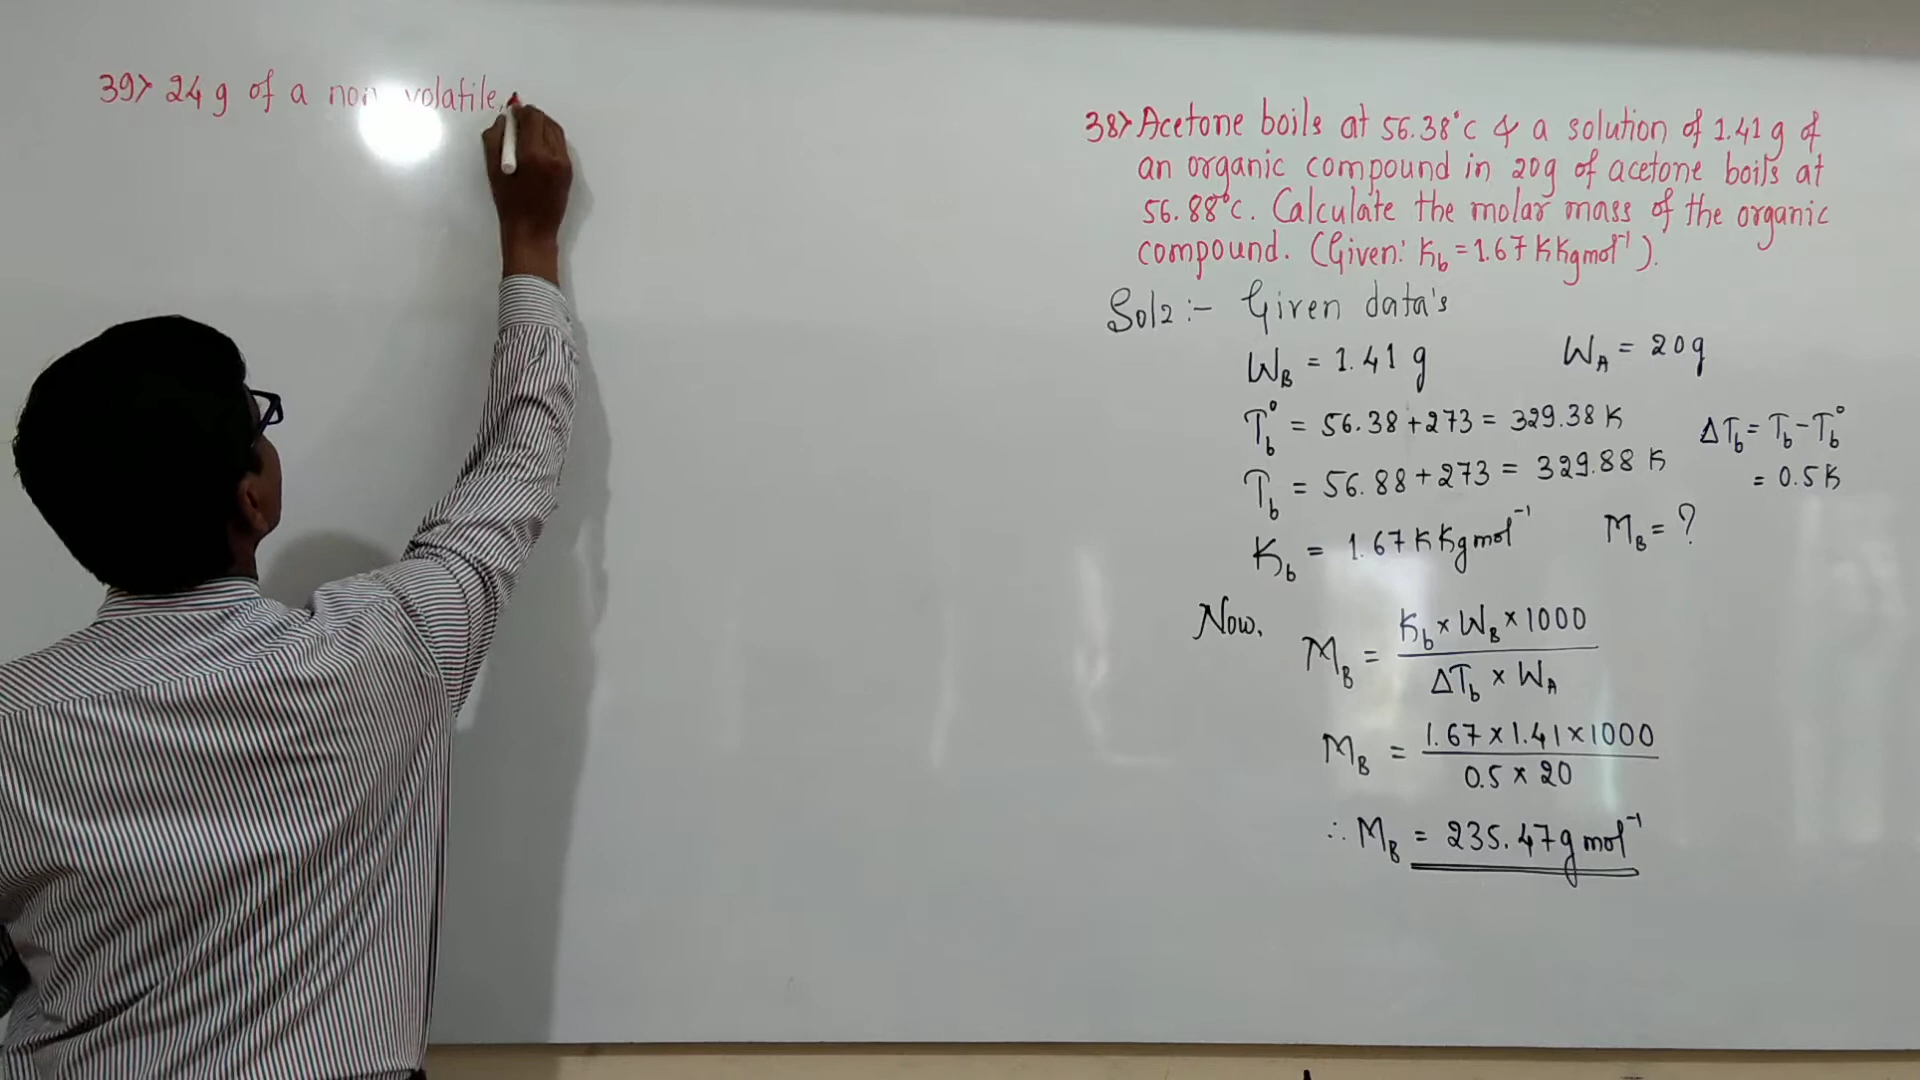 39> 24 g of a non volatile,
38> Acetone boils at 56.38°C & a solution of 1.41 g of
an organic compound in 20g of acetone boils at
56.88°C. Calculate the molar mass of the organic
compound. (Given: Kb = 1.67 K Kg mol⁻¹).
Sol2 :- Given data's
WB = 1.41 g WA = 20g
Tb° = 56.38 + 273 = 329.38 K ΔTb = Tb - Tb°
Tb = 56.88 + 273 = 329.88 K = 0.5 K
Kb = 1.67 K Kg mol⁻¹ MB = ?
Now,
MB = Kb × WB × 1000 / ΔTb × WA
MB = 1.67 × 1.41 × 1000 / 0.5 × 20
∴ MB = 235.47 g mol⁻¹